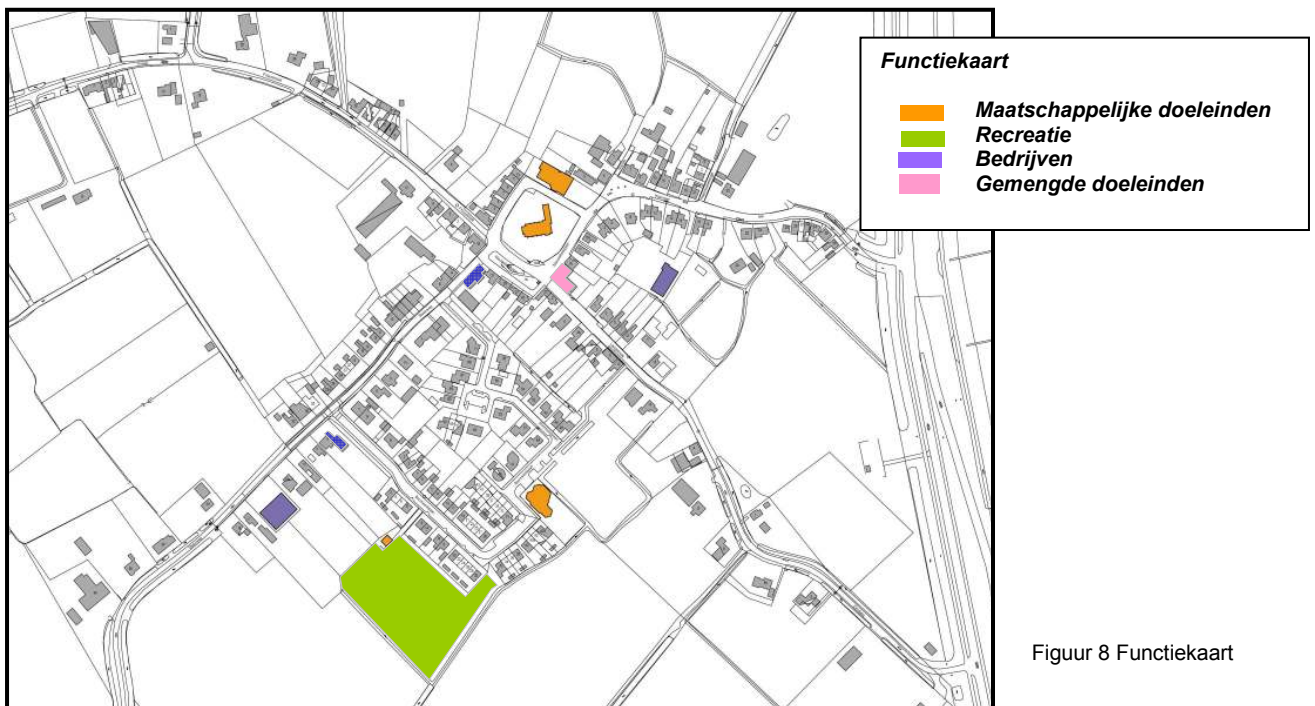 Functiekaart
Maatschappelijke doeleinden
Recreatie
Bedrijven
Gemengde doeleinden
Figuur 8 Functiekaart